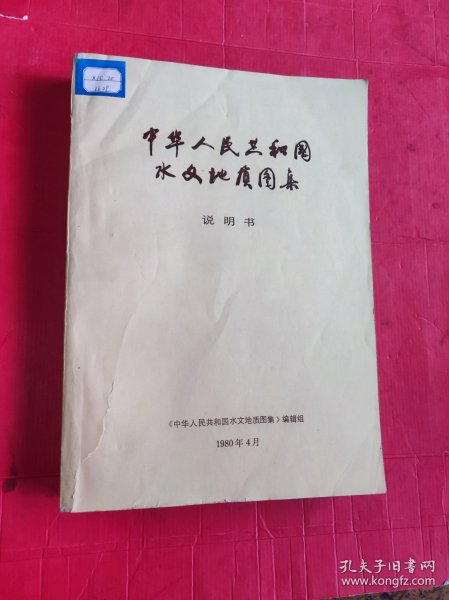 中华人民共和国
水文地质图集
说明书
《中华人民共和国水文地质图集》编辑组
1980年4月
孔夫子旧书网
www.kongfz.com